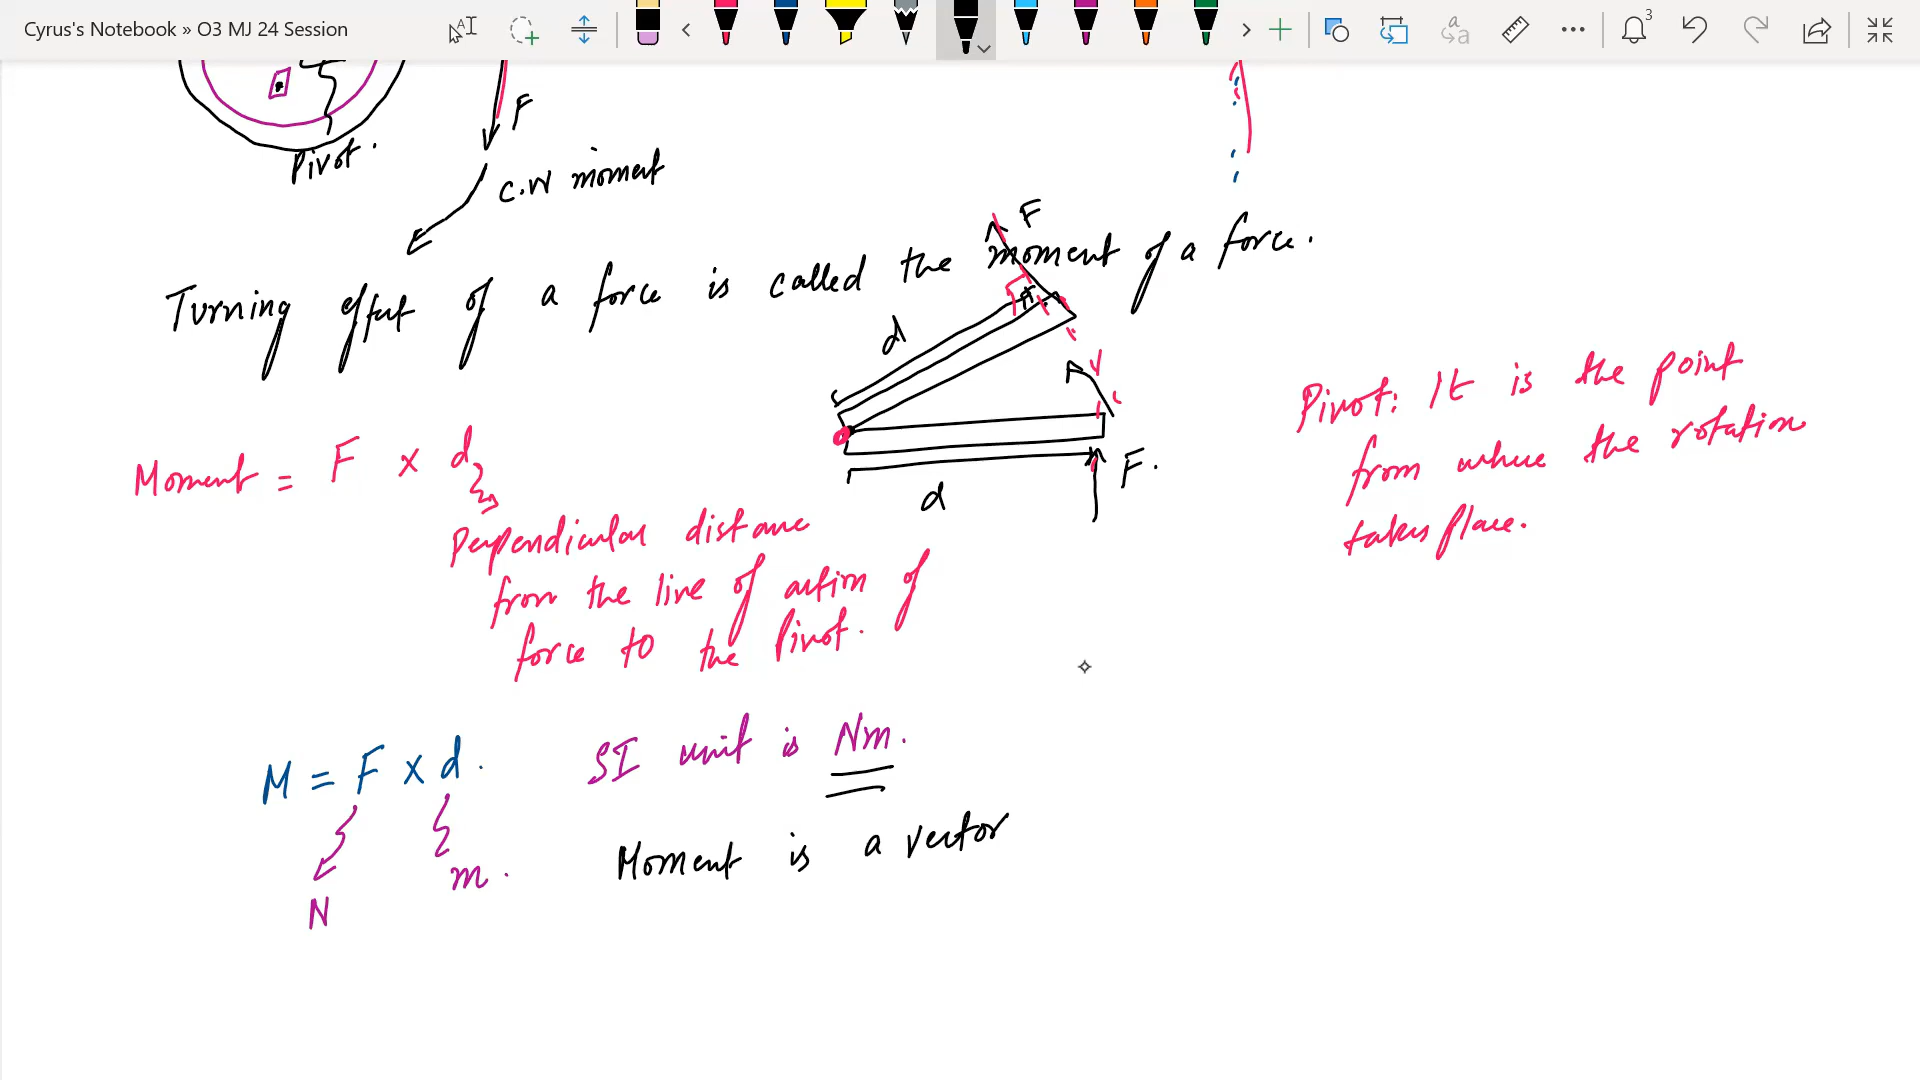 Cyrus's Notebook » O3 MJ 24 Session
3
F
Pivot.
C.W moment
F
Turning effect of a force is called the moment of a force.
d
Pivot: It is the point
from where the rotation
takes place.
Moment = F x d
F.
d
Perpendicular distance
from the line of action of
force to the Pivot.
M = F x d.
SI unit is Nm.
N
m.
Moment is a vector